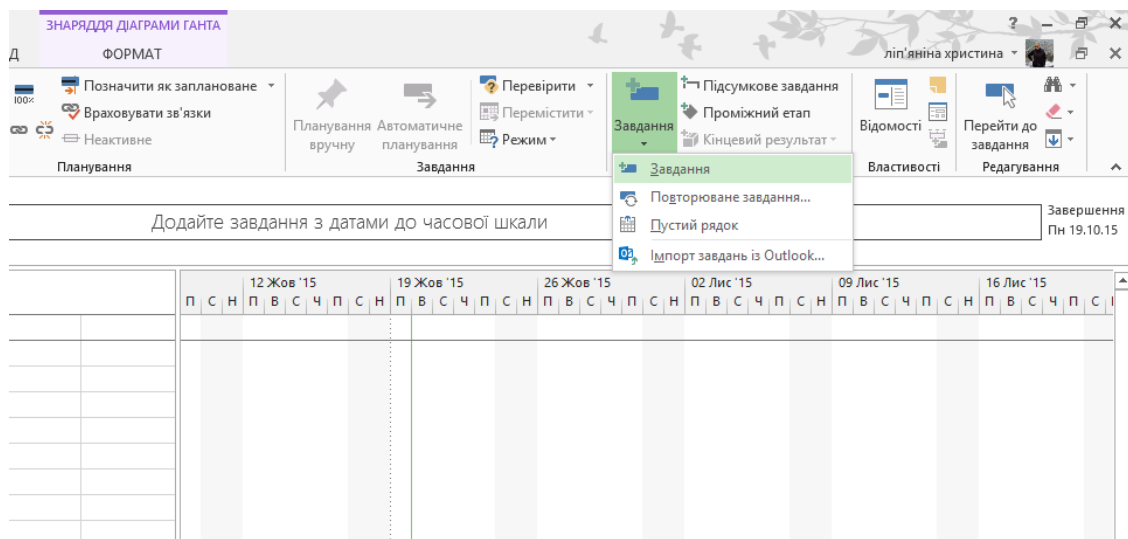 ЗНАРЯДДЯ ДІАГРАМИ ГАНТА
?
Д ФОРМАТ
ліп'яніна христина
100%
Позначити як заплановане
Враховувати зв'язки
Неактивне
Планування
Планування вручну
Автоматичне планування
Перевірити
Перемістити
Режим
Завдання
Завдання
Підсумкове завдання
Проміжний етап
Кінцевий результат
Відомості
Властивості
Перейти до завдання
Редагування
Завдання
Повторюване завдання...
Пустий рядок
Імпорт завдань із Outlook...
Додайте завдання з датами до часової шкали
Завершення
Пн 19.10.15
12 Жов '15 19 Жов '15 26 Жов '15 02 Лис '15 09 Лис '15 16 Лис '15
П С Н П В С Ч П С Н П В С Ч П С Н П В С Ч П С Н П В С Ч П С Н П В С Ч П С Н П В С Ч П С